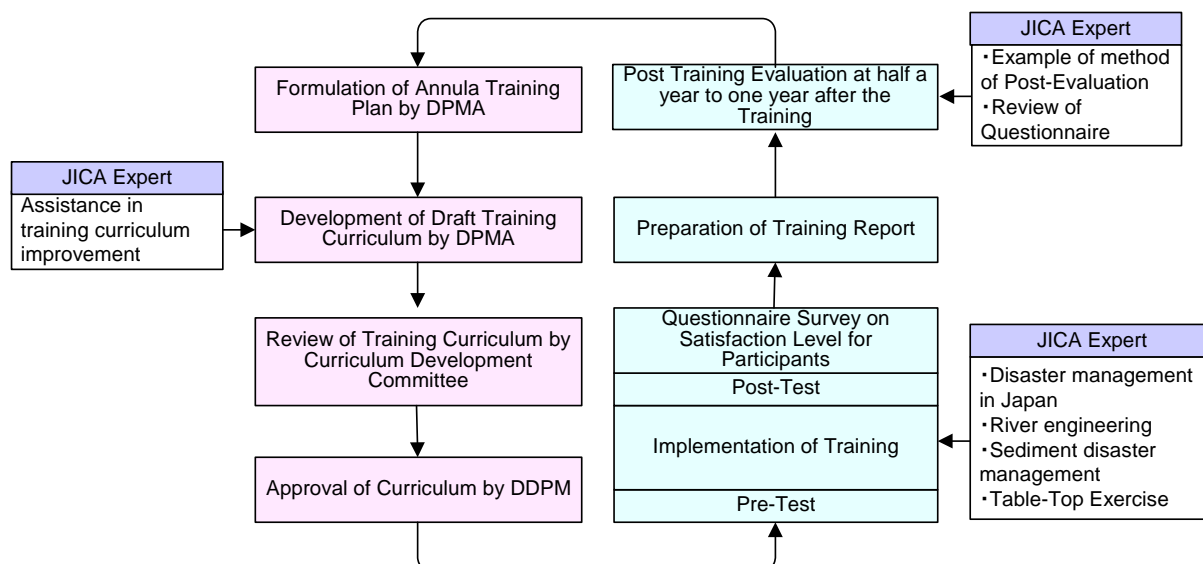 JICA Expert
・Example of method
of Post-Evaluation
・Review of
Questionnaire
Formulation of Annula Training
Plan by DPMA
Post Training Evaluation at half a
year to one year after the
Training
JICA Expert
Assistance in
training curriculum
improvement
Development of Draft Training
Curriculum by DPMA
Preparation of Training Report
Review of Training Curriculum by
Curriculum Development
Committee
Questionnaire Survey on
Satisfaction Level for
Participants
Post-Test
Implementation of Training
Pre-Test
JICA Expert
・Disaster management
in Japan
・River engineering
・Sediment disaster
management
・Table-Top Exercise
Approval of Curriculum by DDPM